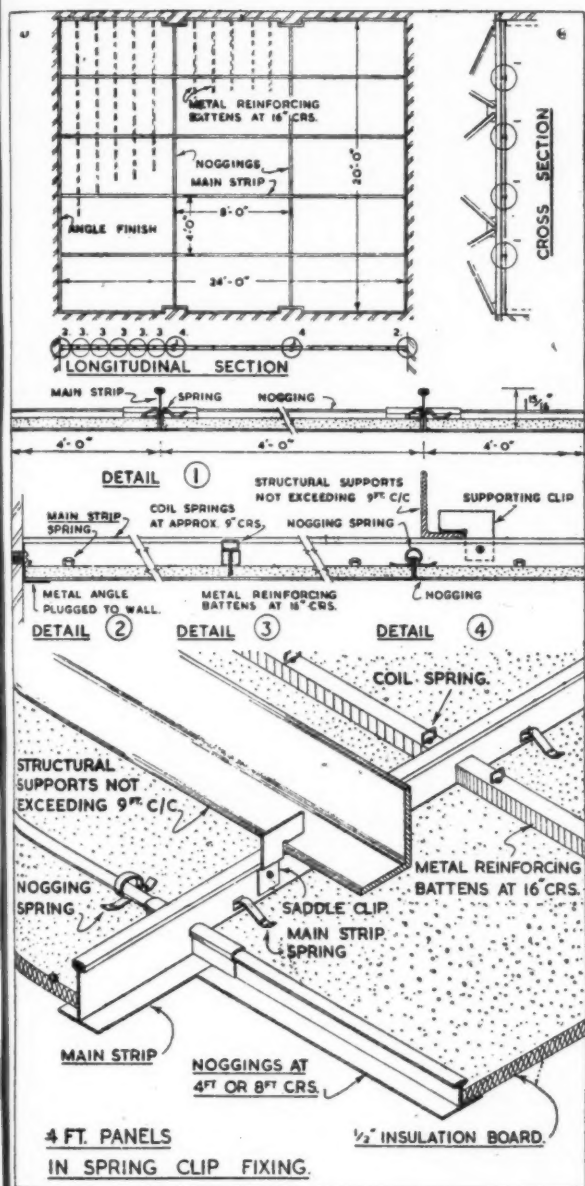 METAL REINFORCING
BATTENS AT 16" CRS.
NOGGINGS
MAIN STRIP
8'-0"
4'-0"
20'-0"
ANGLE FINISH
24'-0"
CROSS SECTION
2. 3. 3. 3 3. 3. 3 4. 4 2.
LONGITUDINAL SECTION
MAIN STRIP
SPRING
NOGGING
1 15/16"
4'-0"
4'-0"
4'-0"
DETAIL 1
STRUCTURAL SUPPORTS
NOT EXCEEDING 9FT. C/C
SUPPORTING CLIP
MAIN STRIP
SPRING
COIL SPRINGS
AT APPROX. 9" CRS.
NOGGING SPRING
METAL ANGLE
PLUGGED TO WALL.
METAL REINFORCING
BATTENS AT 16" CRS.
NOGGING
DETAIL 2
DETAIL 3
DETAIL 4
COIL SPRING.
STRUCTURAL
SUPPORTS NOT
EXCEEDING 9FT. C/C
METAL REINFORCING
BATTENS AT 16" CRS.
NOGGING
SPRING
SADDLE CLIP
MAIN STRIP
SPRING
MAIN STRIP
NOGGINGS AT
4FT OR 8FT CRS.
1/2" INSULATION BOARD.
4 FT. PANELS
IN SPRING CLIP FIXING.